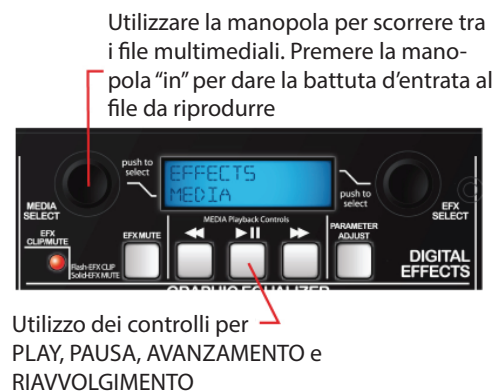 Utilizzare la manopola per scorrere tra
i file multimediali. Premere la mano-
pola “in” per dare la battuta d’entrata al
file da riprodurre
push to
select
EFFECTS
MEDIA
push to
select
MEDIA
SELECT
EFX
SELECT
MEDIA Playback Controls
EFX
CLIP/MUTE
EFX MUTE
PARAMETER
ADJUST
Flash-EFX CLIP
Solid-EFX MUTE
DIGITAL
EFFECTS
GRAPHIC EQUALIZER
Utilizzo dei controlli per
PLAY, PAUSA, AVANZAMENTO e
RIAVVOLGIMENTO